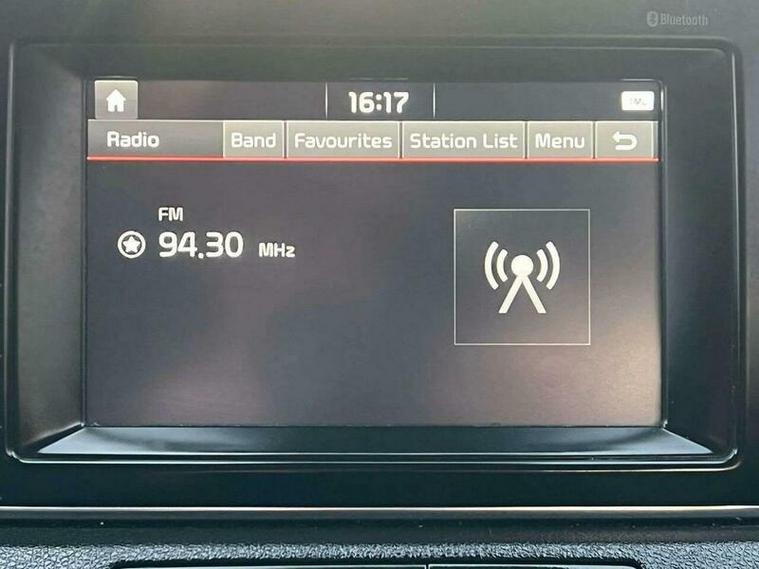 Bluetooth
16:17
Radio Band Favourites Station List Menu
FM
94.30 MHz